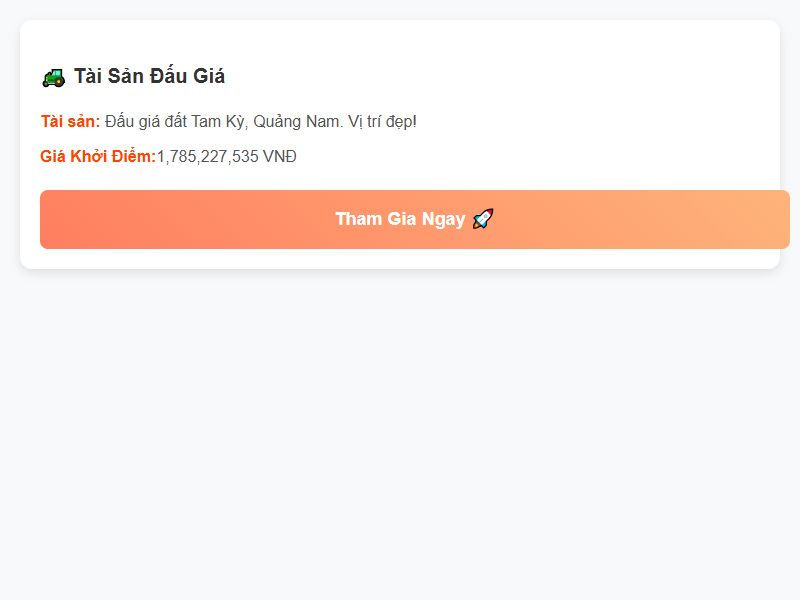 🚜 Tài Sản Đấu Giá
Tài sản: Đấu giá đất Tam Kỳ, Quảng Nam. Vị trí đẹp!
Giá Khởi Điểm:1,785,227,535 VNĐ
Tham Gia Ngay 🚀